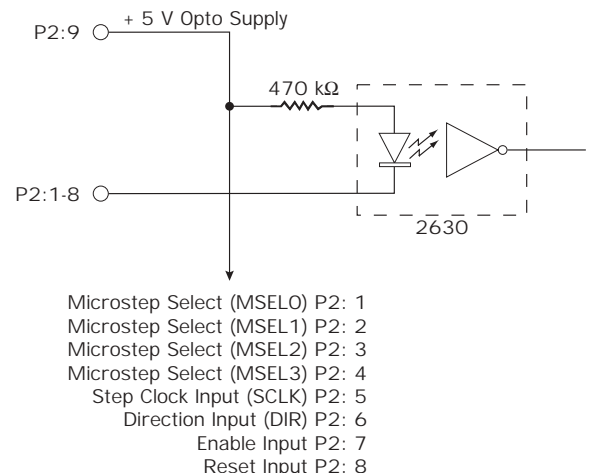 + 5 V Opto Supply
P2:9
470 kΩ
P2:1-8
2630
Microstep Select (MSEL0) P2: 1
Microstep Select (MSEL1) P2: 2
Microstep Select (MSEL2) P2: 3
Microstep Select (MSEL3) P2: 4
Step Clock Input (SCLK) P2: 5
Direction Input (DIR) P2: 6
Enable Input P2: 7
Reset Input P2: 8